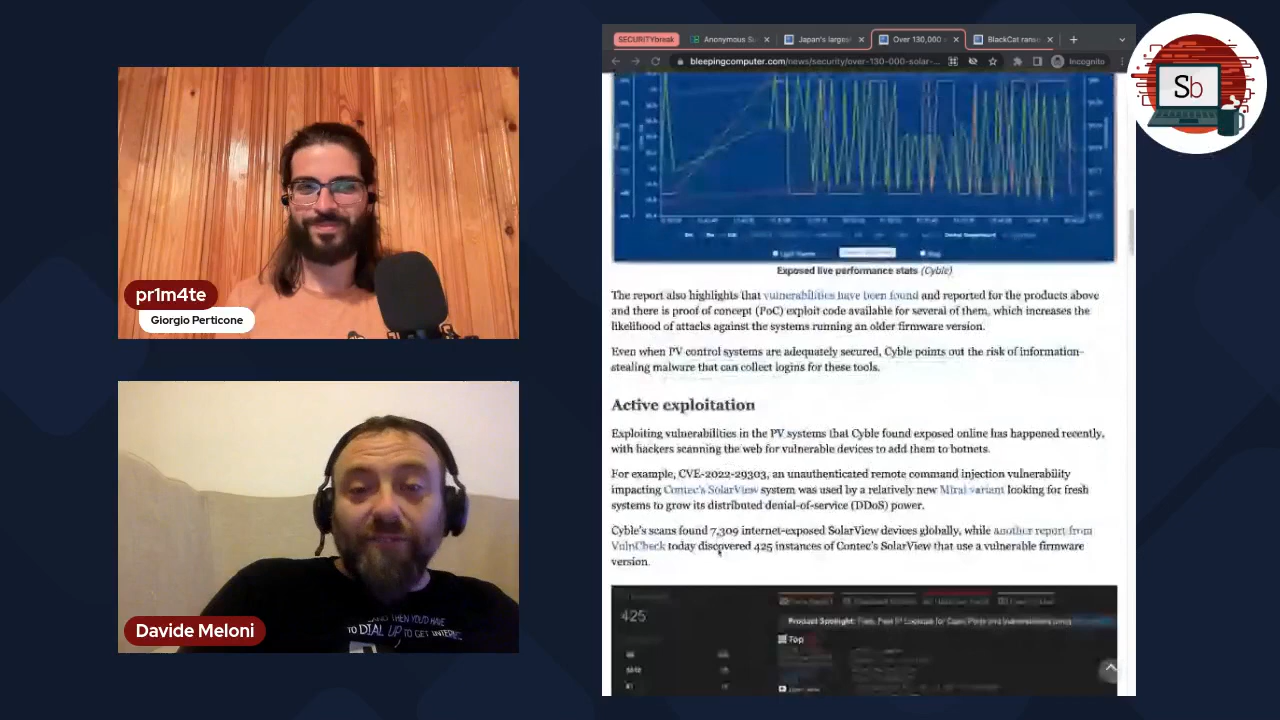 pr1m4te
Giorgio Perticone
Davide Meloni
TO DIAL UP TO GET
SECURITYbreak
Anonymous Su
Japan's larges
Over 130,000
BlackCat rans
bleepingcomputer.com/news/security/over-130-000-solar-...
Incognito
Sb
Exposed live performance stats (Cyble)
The report also highlights that vulnerabilities have been found and reported for the products above
and there is proof of concept (PoC) exploit code available for several of them, which increases the
likelihood of attacks against the systems running an older firmware version.
Even when PV control systems are adequately secured, Cyble points out the risk of information-
stealing malware that can collect logins for these tools.
Active exploitation
Exploiting vulnerabilities in the PV systems that Cyble found exposed online has happened recently,
with hackers scanning the web for vulnerable devices to add them to botnets.
For example, CVE-2022-29303, an unauthenticated remote command injection vulnerability
impacting Contec's SolarView system was used by a relatively new Mirai variant looking for fresh
systems to grow its distributed denial-of-service (DDoS) power.
Cyble's scans found 7,309 internet-exposed SolarView devices globally, while another report from
VulnCheck today discovered 425 instances of Contec's SolarView that use a vulnerable firmware
version.
425
Product Spotlight:
Top